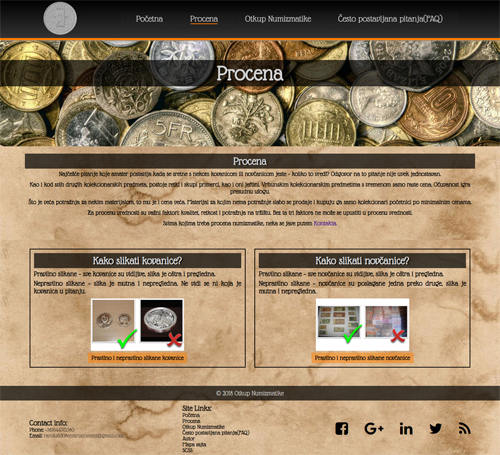 Početna
Procena
Otkup Numizmatike
Često postavljana pitanja(FAQ)
Procena
Procena
Najčešće pitanje koje amater postavlja kada se sretne s nekom kovanicom ili novčanicom jeste - koliko to vredi? Odgovor na to pitanje nije uvek jednostavan.
Kao i kod svih drugih kolekcionarskih predmeta, postoje retki i skupi primerci, kao i oni jeftini. Vrhunskim kolekcionarskim predmetima s vremenom samo raste cena. Očuvanost igra
presudnu ulogu.
Što je veća potražnja za nekim materijalom, to mu je i cena veća. Materijal za kojim nema potražnje slabo se prodaje i kupuju ga samo kolekcionari početnici po minimalnim cenama.
Za procenu vrednosti su važni faktori: kvalitet, retkost i potražnja na tržištu. Bez ta tri faktora ne može se upustiti u procenu vrednosti.
Svima kojima treba procena numizmatike, neka se jave putem Kontakta.
Kako slikati kovanice?
Pravilno slikane - sve kovanice su vidljive, slika je oštra i pregledna.
Nepravilno slikane - slika je mutna i nepregledna. Ne vidi se ni koja je
kovanica u pitanju.
Pravilno i nepravilno slikane kovanice
Kako slikati novčanice?
Pravilno slikane - sve novčanice su vidljive, slika je oštra i pregledna.
Nepravilno slikane - novčanice su poslagane jedna preko druge, slika je
mutna i nepregledna.
Pravilno i nepravilno slikane novčanice
© 2018 Otkup Numizmatike
Contact info:
Phone:
Email:
Site Links:
Početna
Procena
Otkup Numizmatike
Često postavljana pitanja(FAQ)
Autor
Mapa sajta
SCSS